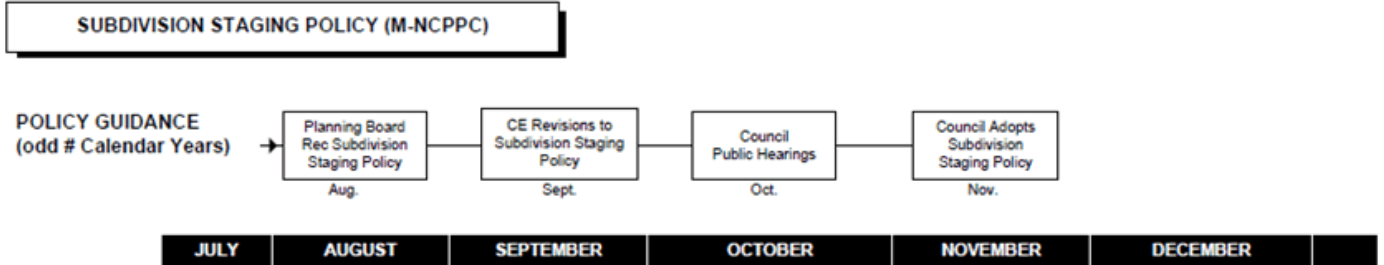 SUBDIVISION STAGING POLICY (M-NCPPC)
POLICY GUIDANCE
(odd # Calendar Years)
Planning Board
Rec Subdivision
Staging Policy
Aug.
CE Revisions to
Subdivision Staging
Policy
Sept.
Council
Public Hearings
Oct.
Council Adopts
Subdivision
Staging Policy
Nov.
JULY AUGUST SEPTEMBER OCTOBER NOVEMBER DECEMBER